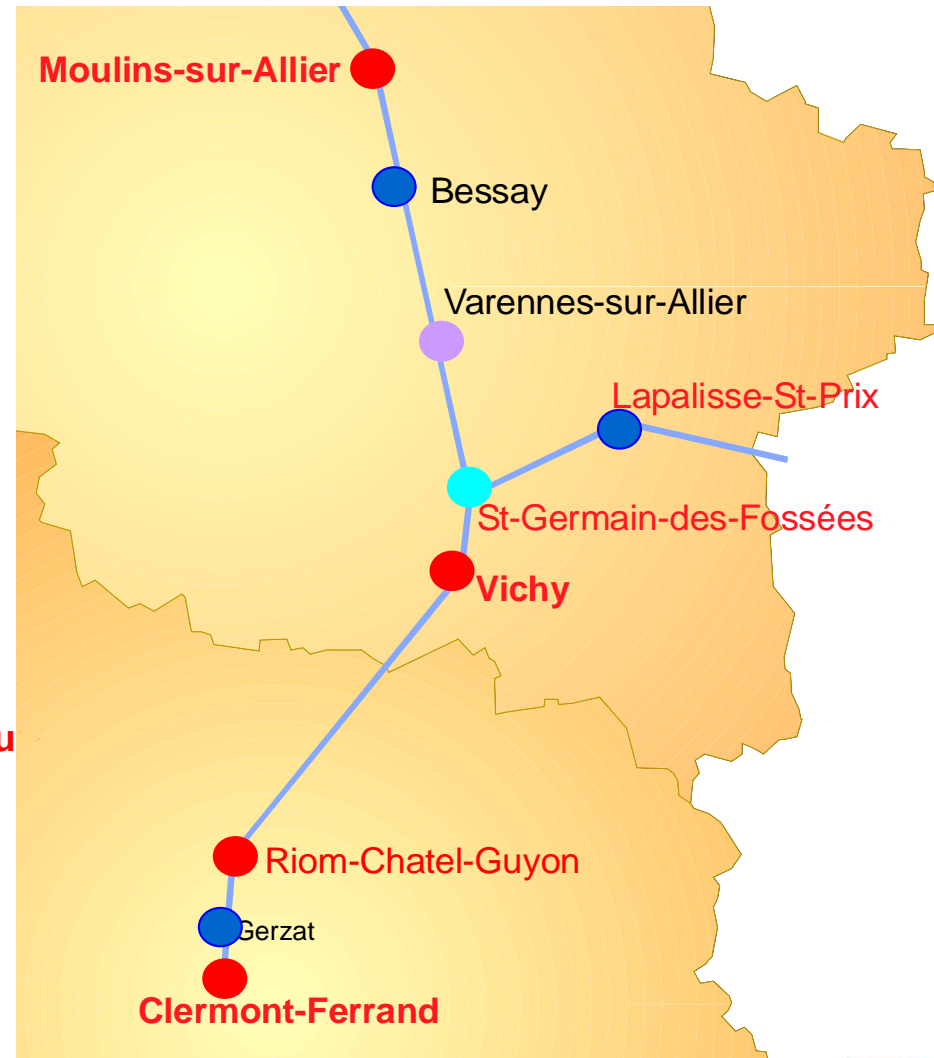 Moulins-sur-Allier
Bessay
Varennes-sur-Allier
Lapalisse-St-Prix
St-Germain-des-Fossées
Vichy
u
Riom-Chatel-Guyon
Gerzat
Clermont-Ferrand